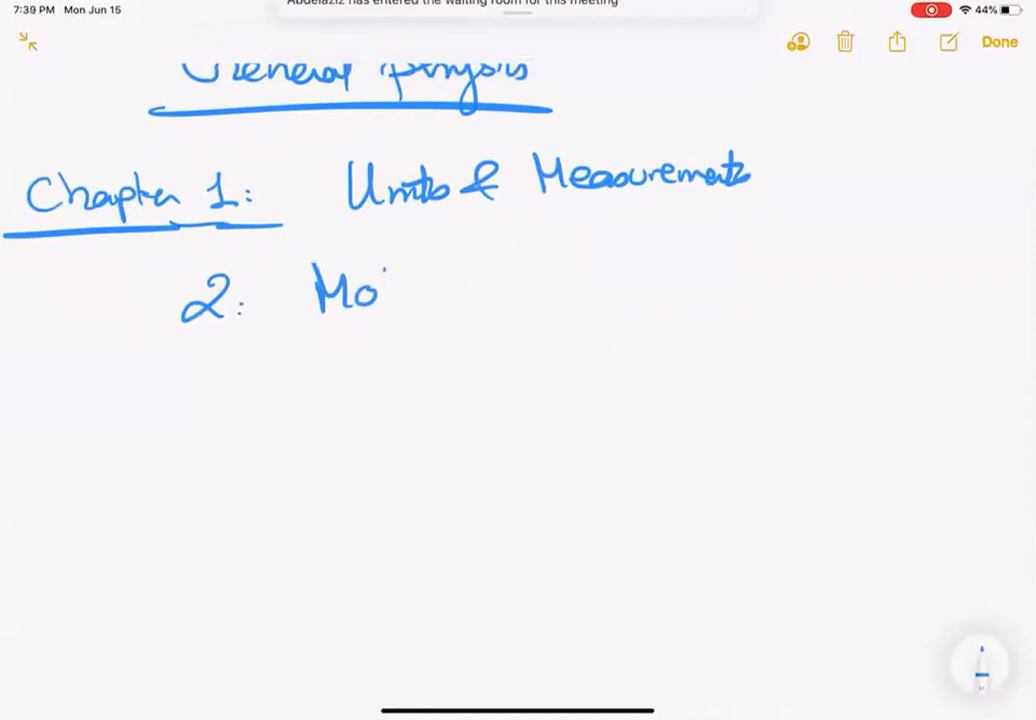 7:39 PM Mon Jun 15
Abdelaziz has entered the waiting room for this meeting
44%
Done
General physics
Chapter 1: Units & Measurements
2: Mo